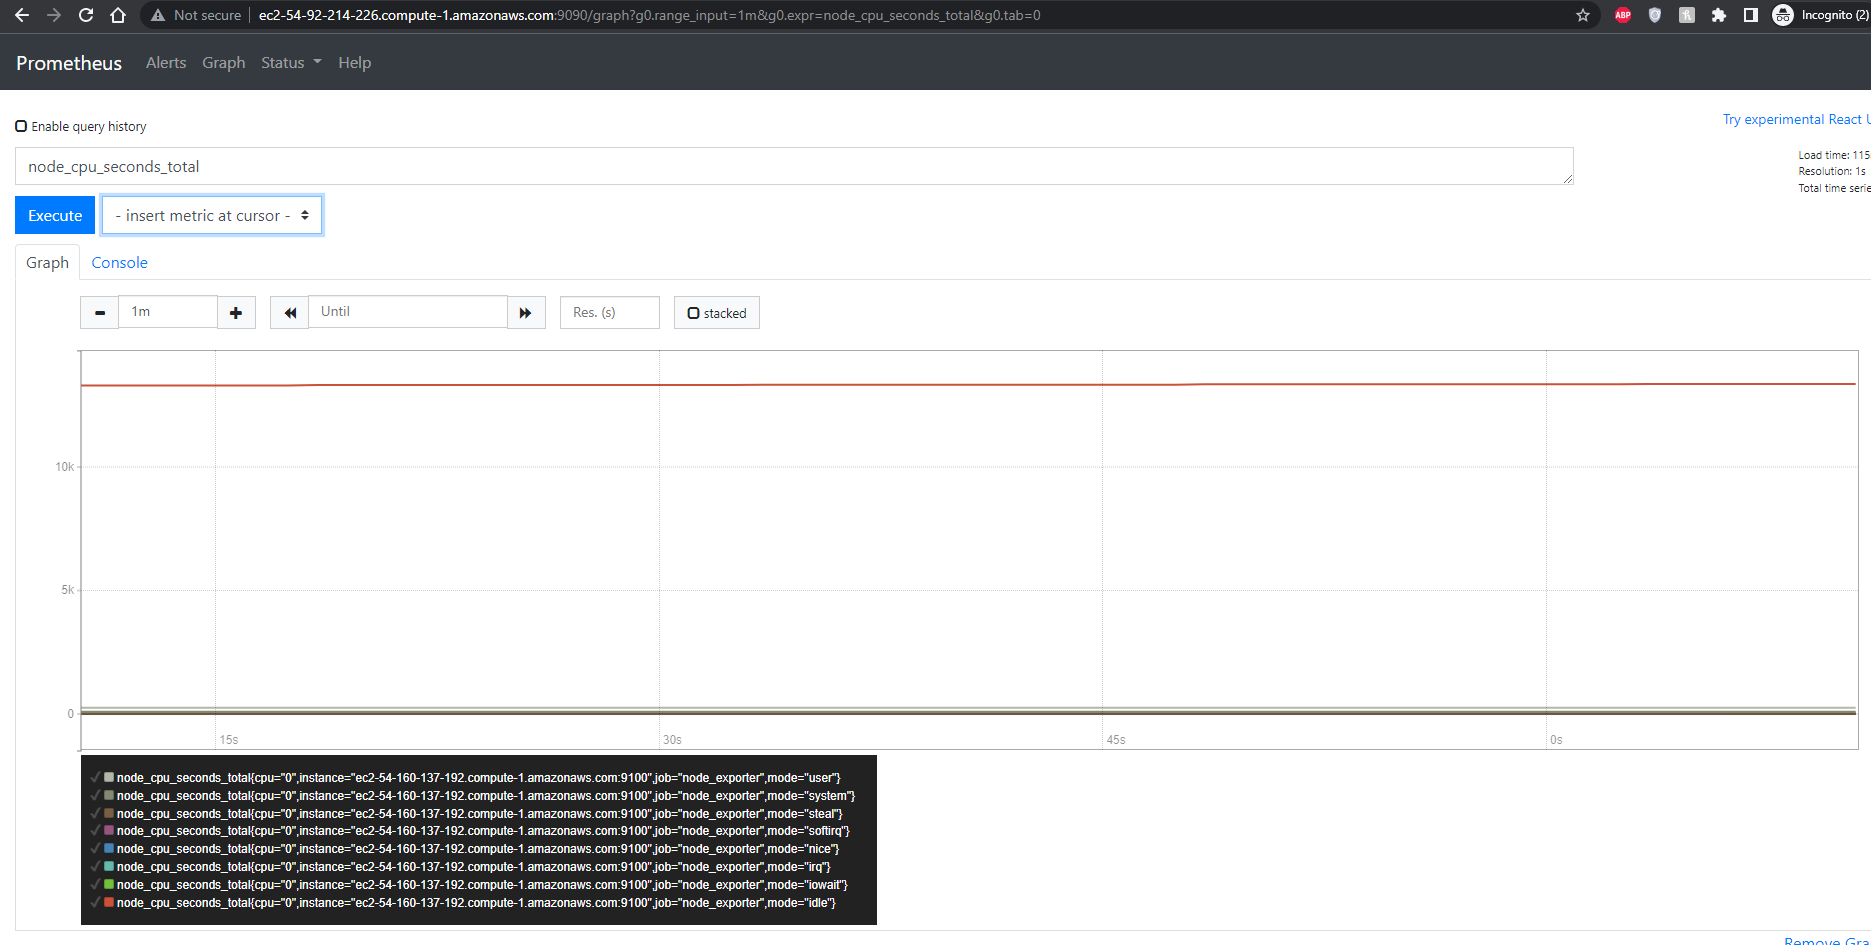 Not secure ec2-54-92-214-226.compute-1.amazonaws.com:9090/graph?g0.range_input=1m&g0.expr=node_cpu_seconds_total&g0.tab=0 ABP Incognito (2)
Prometheus Alerts Graph Status Help
Enable query history
Try experimental React U
node_cpu_seconds_total
Load time: 115
Resolution: 1s
Total time serie
Execute - insert metric at cursor -
Graph Console
1m Until Res. (s) stacked
10k
5k
0
15s 30s 45s 0s
node_cpu_seconds_total{cpu="0",instance="ec2-54-160-137-192.compute-1.amazonaws.com:9100",job="node_exporter",mode="user"}
node_cpu_seconds_total{cpu="0",instance="ec2-54-160-137-192.compute-1.amazonaws.com:9100",job="node_exporter",mode="system"}
node_cpu_seconds_total{cpu="0",instance="ec2-54-160-137-192.compute-1.amazonaws.com:9100",job="node_exporter",mode="steal"}
node_cpu_seconds_total{cpu="0",instance="ec2-54-160-137-192.compute-1.amazonaws.com:9100",job="node_exporter",mode="softirq"}
node_cpu_seconds_total{cpu="0",instance="ec2-54-160-137-192.compute-1.amazonaws.com:9100",job="node_exporter",mode="nice"}
node_cpu_seconds_total{cpu="0",instance="ec2-54-160-137-192.compute-1.amazonaws.com:9100",job="node_exporter",mode="irq"}
node_cpu_seconds_total{cpu="0",instance="ec2-54-160-137-192.compute-1.amazonaws.com:9100",job="node_exporter",mode="iowait"}
node_cpu_seconds_total{cpu="0",instance="ec2-54-160-137-192.compute-1.amazonaws.com:9100",job="node_exporter",mode="idle"}
Remove Gra